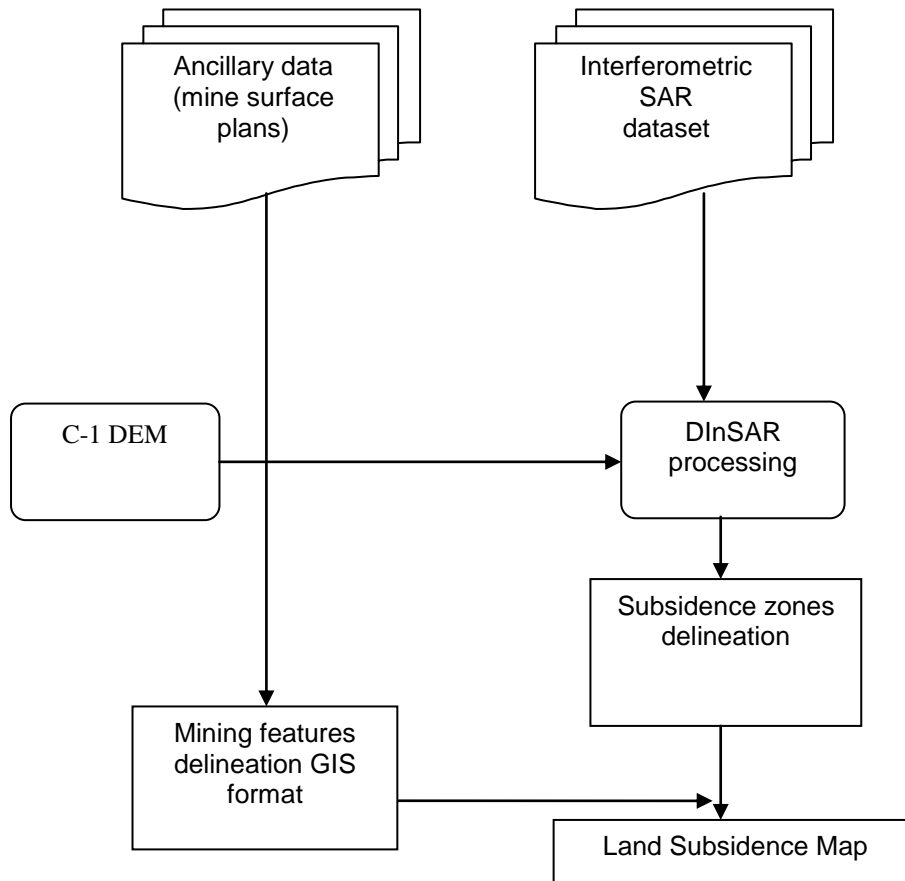 Ancillary data
(mine surface
plans)
Interferometric
SAR
dataset
C-1 DEM
DInSAR
processing
Subsidence zones
delineation
Mining features
delineation GIS
format
Land Subsidence Map